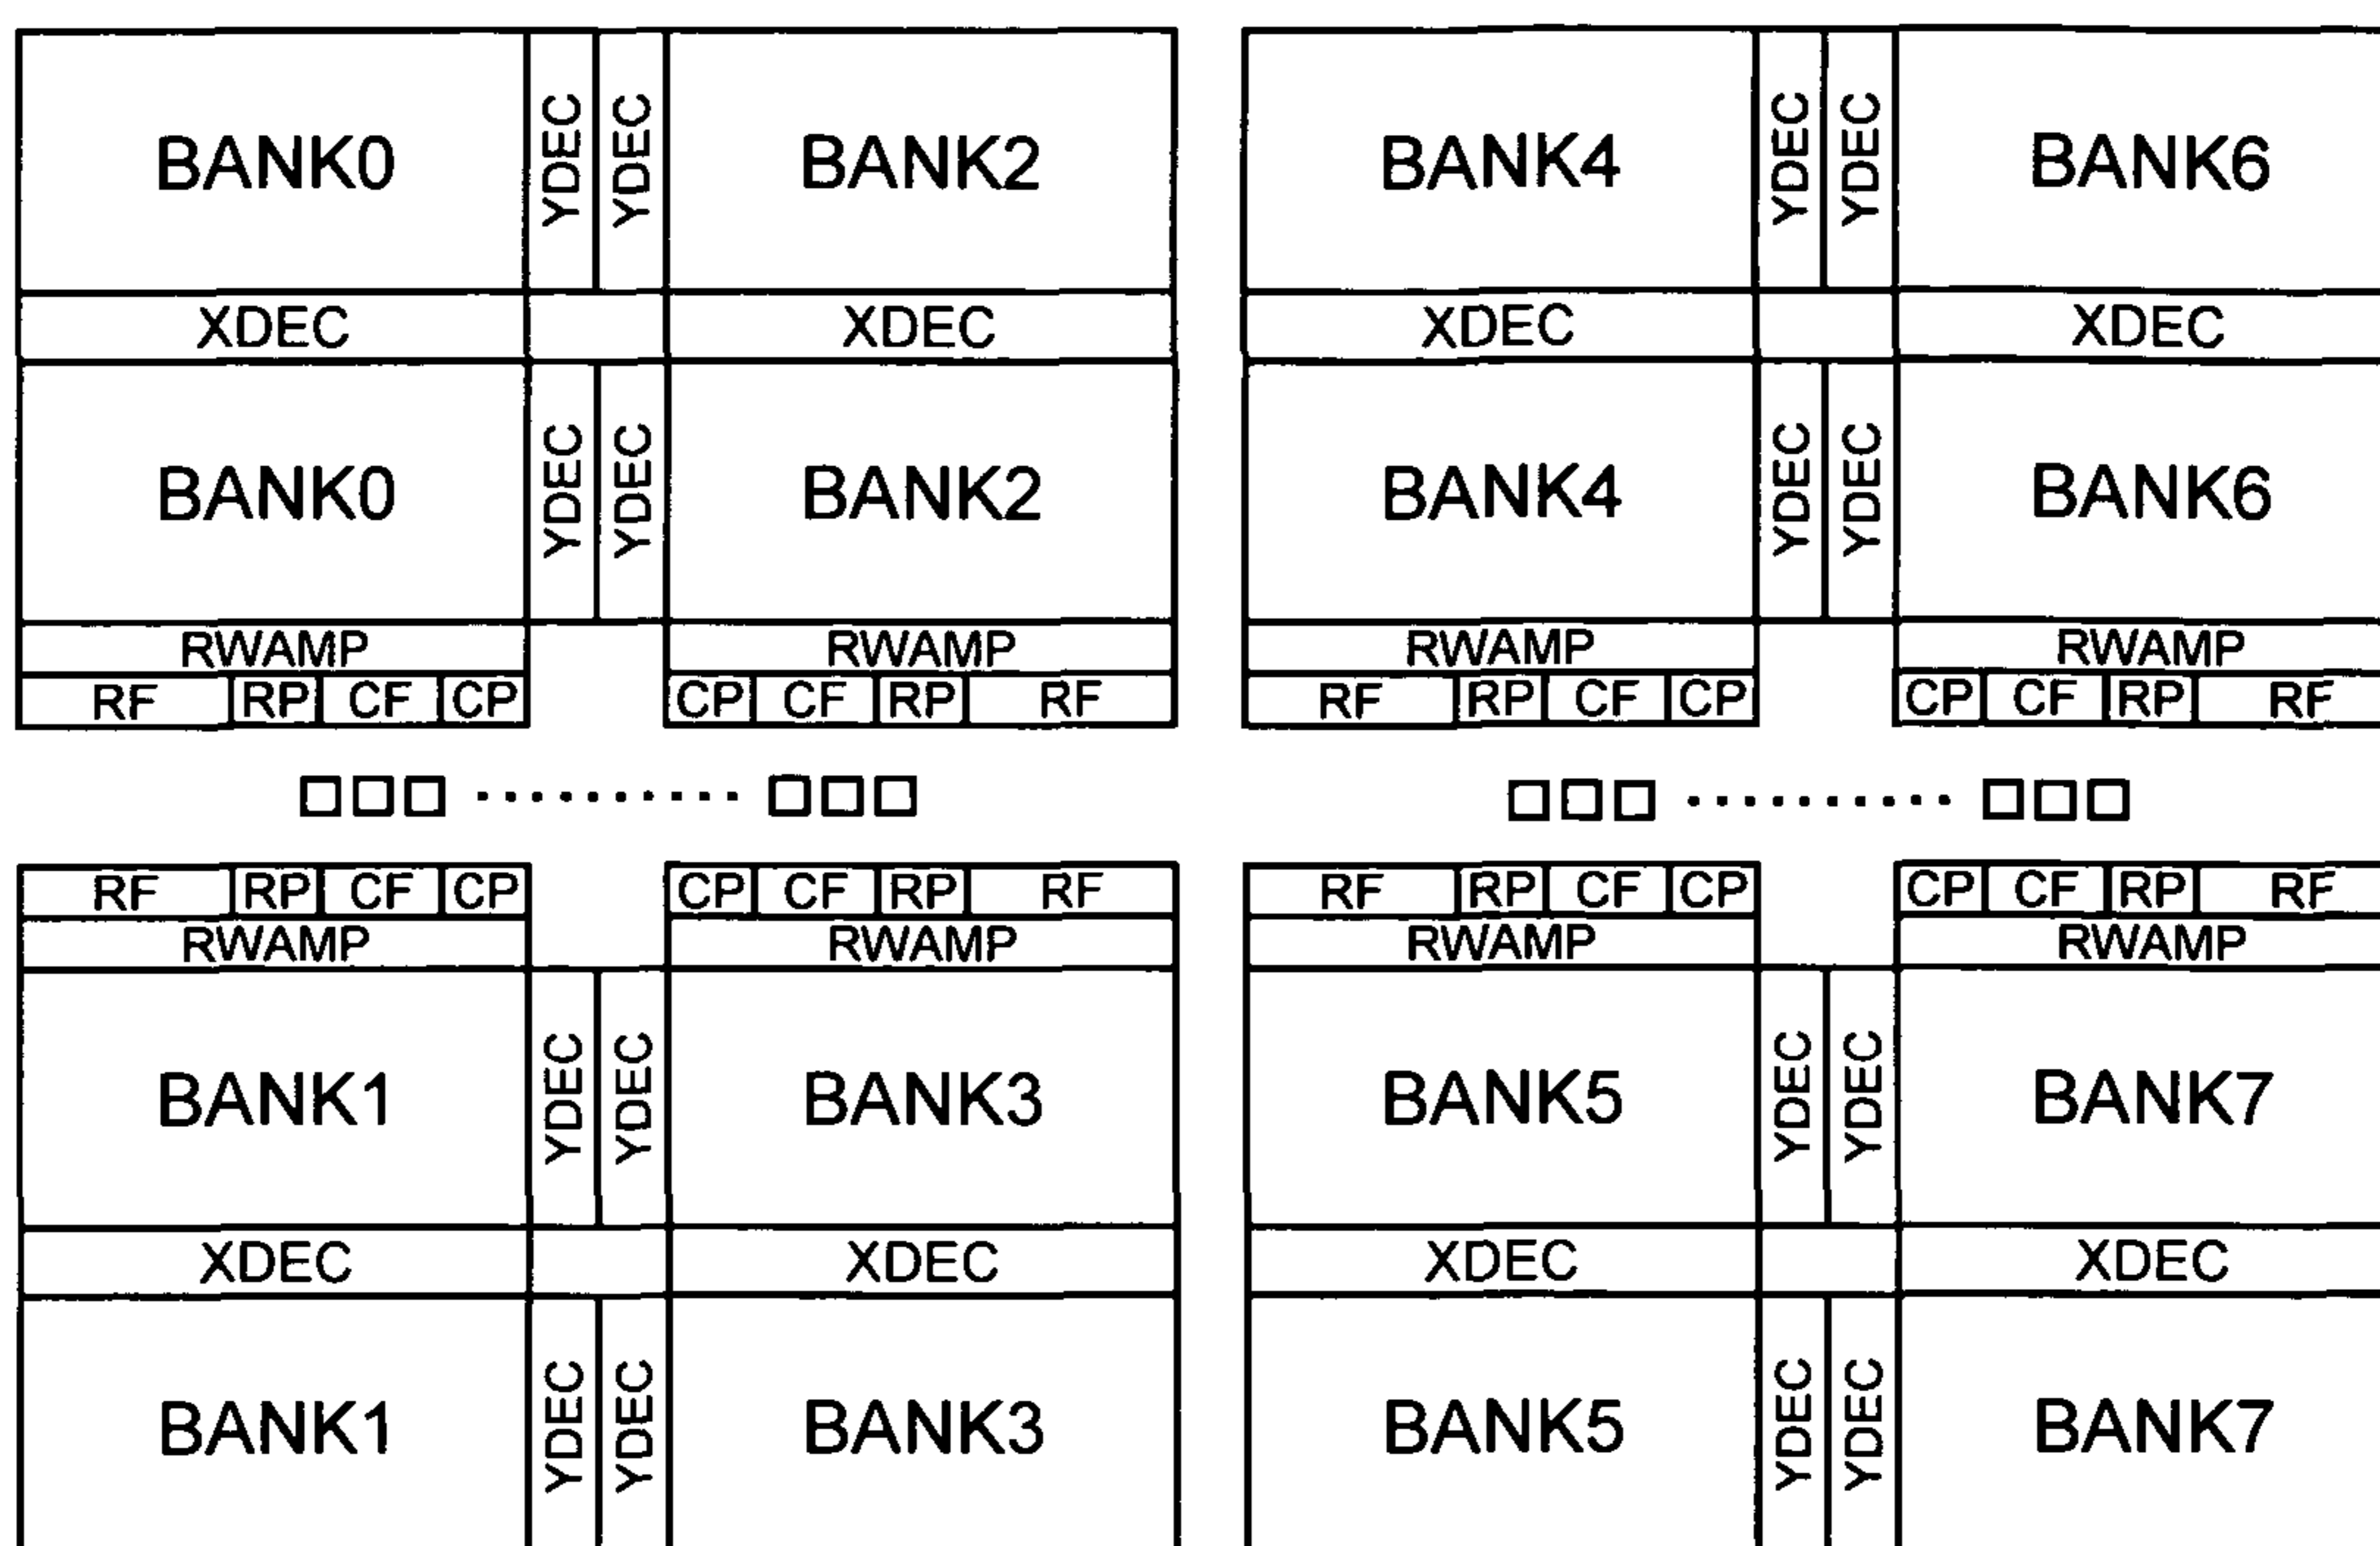 BANK0 YDEC YDEC BANK2 BANK4 YDEC YDEC BANK6
XDEC XDEC XDEC XDEC
BANK0 YDEC YDEC BANK2 BANK4 YDEC YDEC BANK6
RWAMP RWAMP RWAMP RWAMP
RF RP CF CP CP CF RP RF RF RP CF CP CP CF RP RF
RF RP CF CP CP CF RP RF RF RP CF CP CP CF RP RF
RWAMP RWAMP RWAMP RWAMP
BANK1 YDEC YDEC BANK3 BANK5 YDEC YDEC BANK7
XDEC XDEC XDEC XDEC
BANK1 YDEC YDEC BANK3 BANK5 YDEC YDEC BANK7